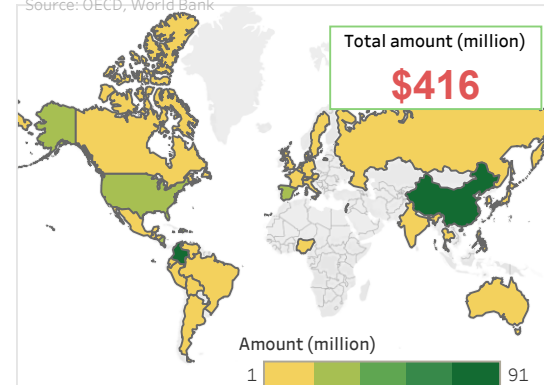 Source: OECD, World Bank
Total amount (million)
$416
Amount (million)
1
91